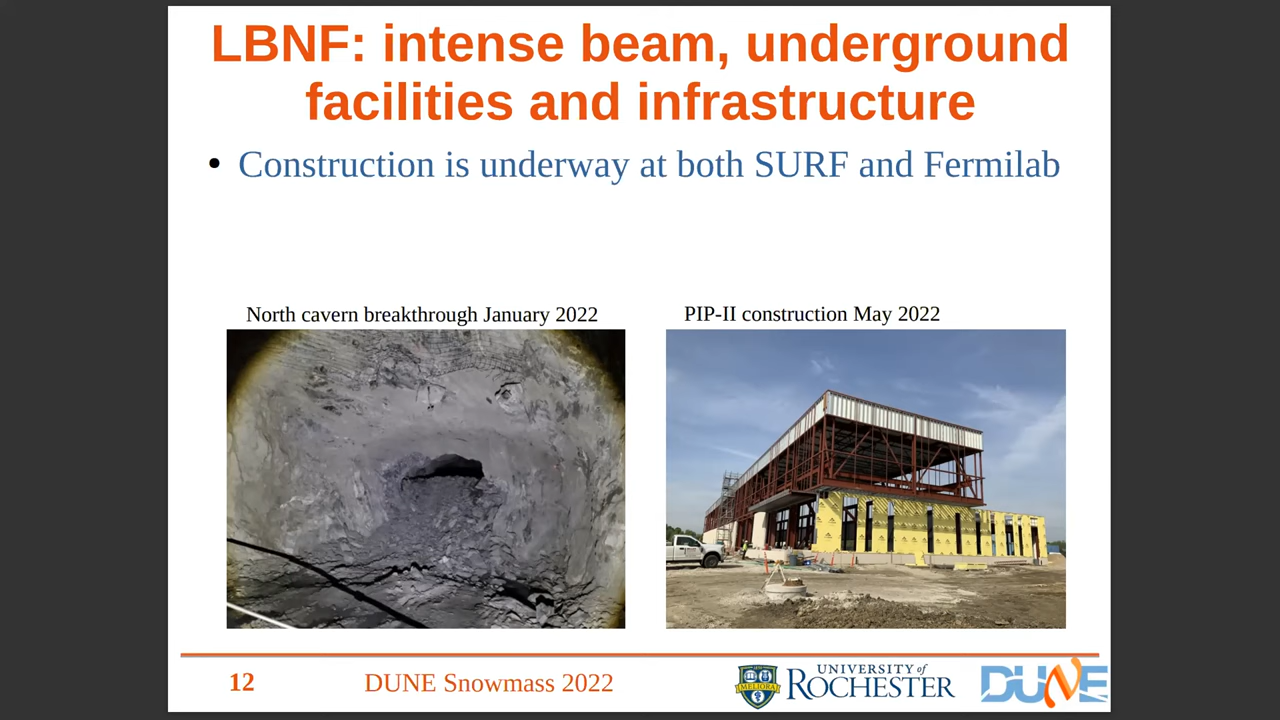 LBNF: intense beam, underground
facilities and infrastructure
• Construction is underway at both SURF and Fermilab
North cavern breakthrough January 2022
PIP-II construction May 2022
12
DUNE Snowmass 2022
MELIORA
UNIVERSITY of
ROCHESTER
DUNE